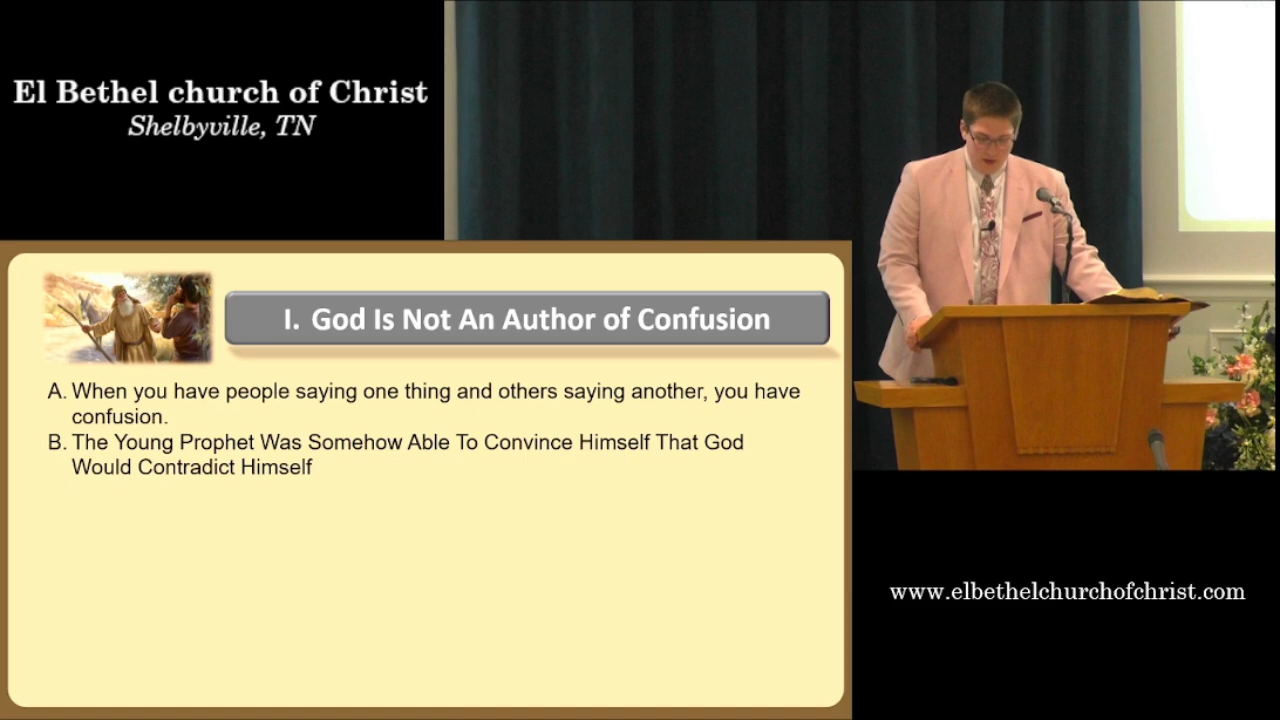 El Bethel church of Christ
Shelbyville, TN
I. God Is Not An Author of Confusion
A. When you have people saying one thing and others saying another, you have
confusion.
B. The Young Prophet Was Somehow Able To Convince Himself That God
Would Contradict Himself
www.elbethelchurchofchrist.com